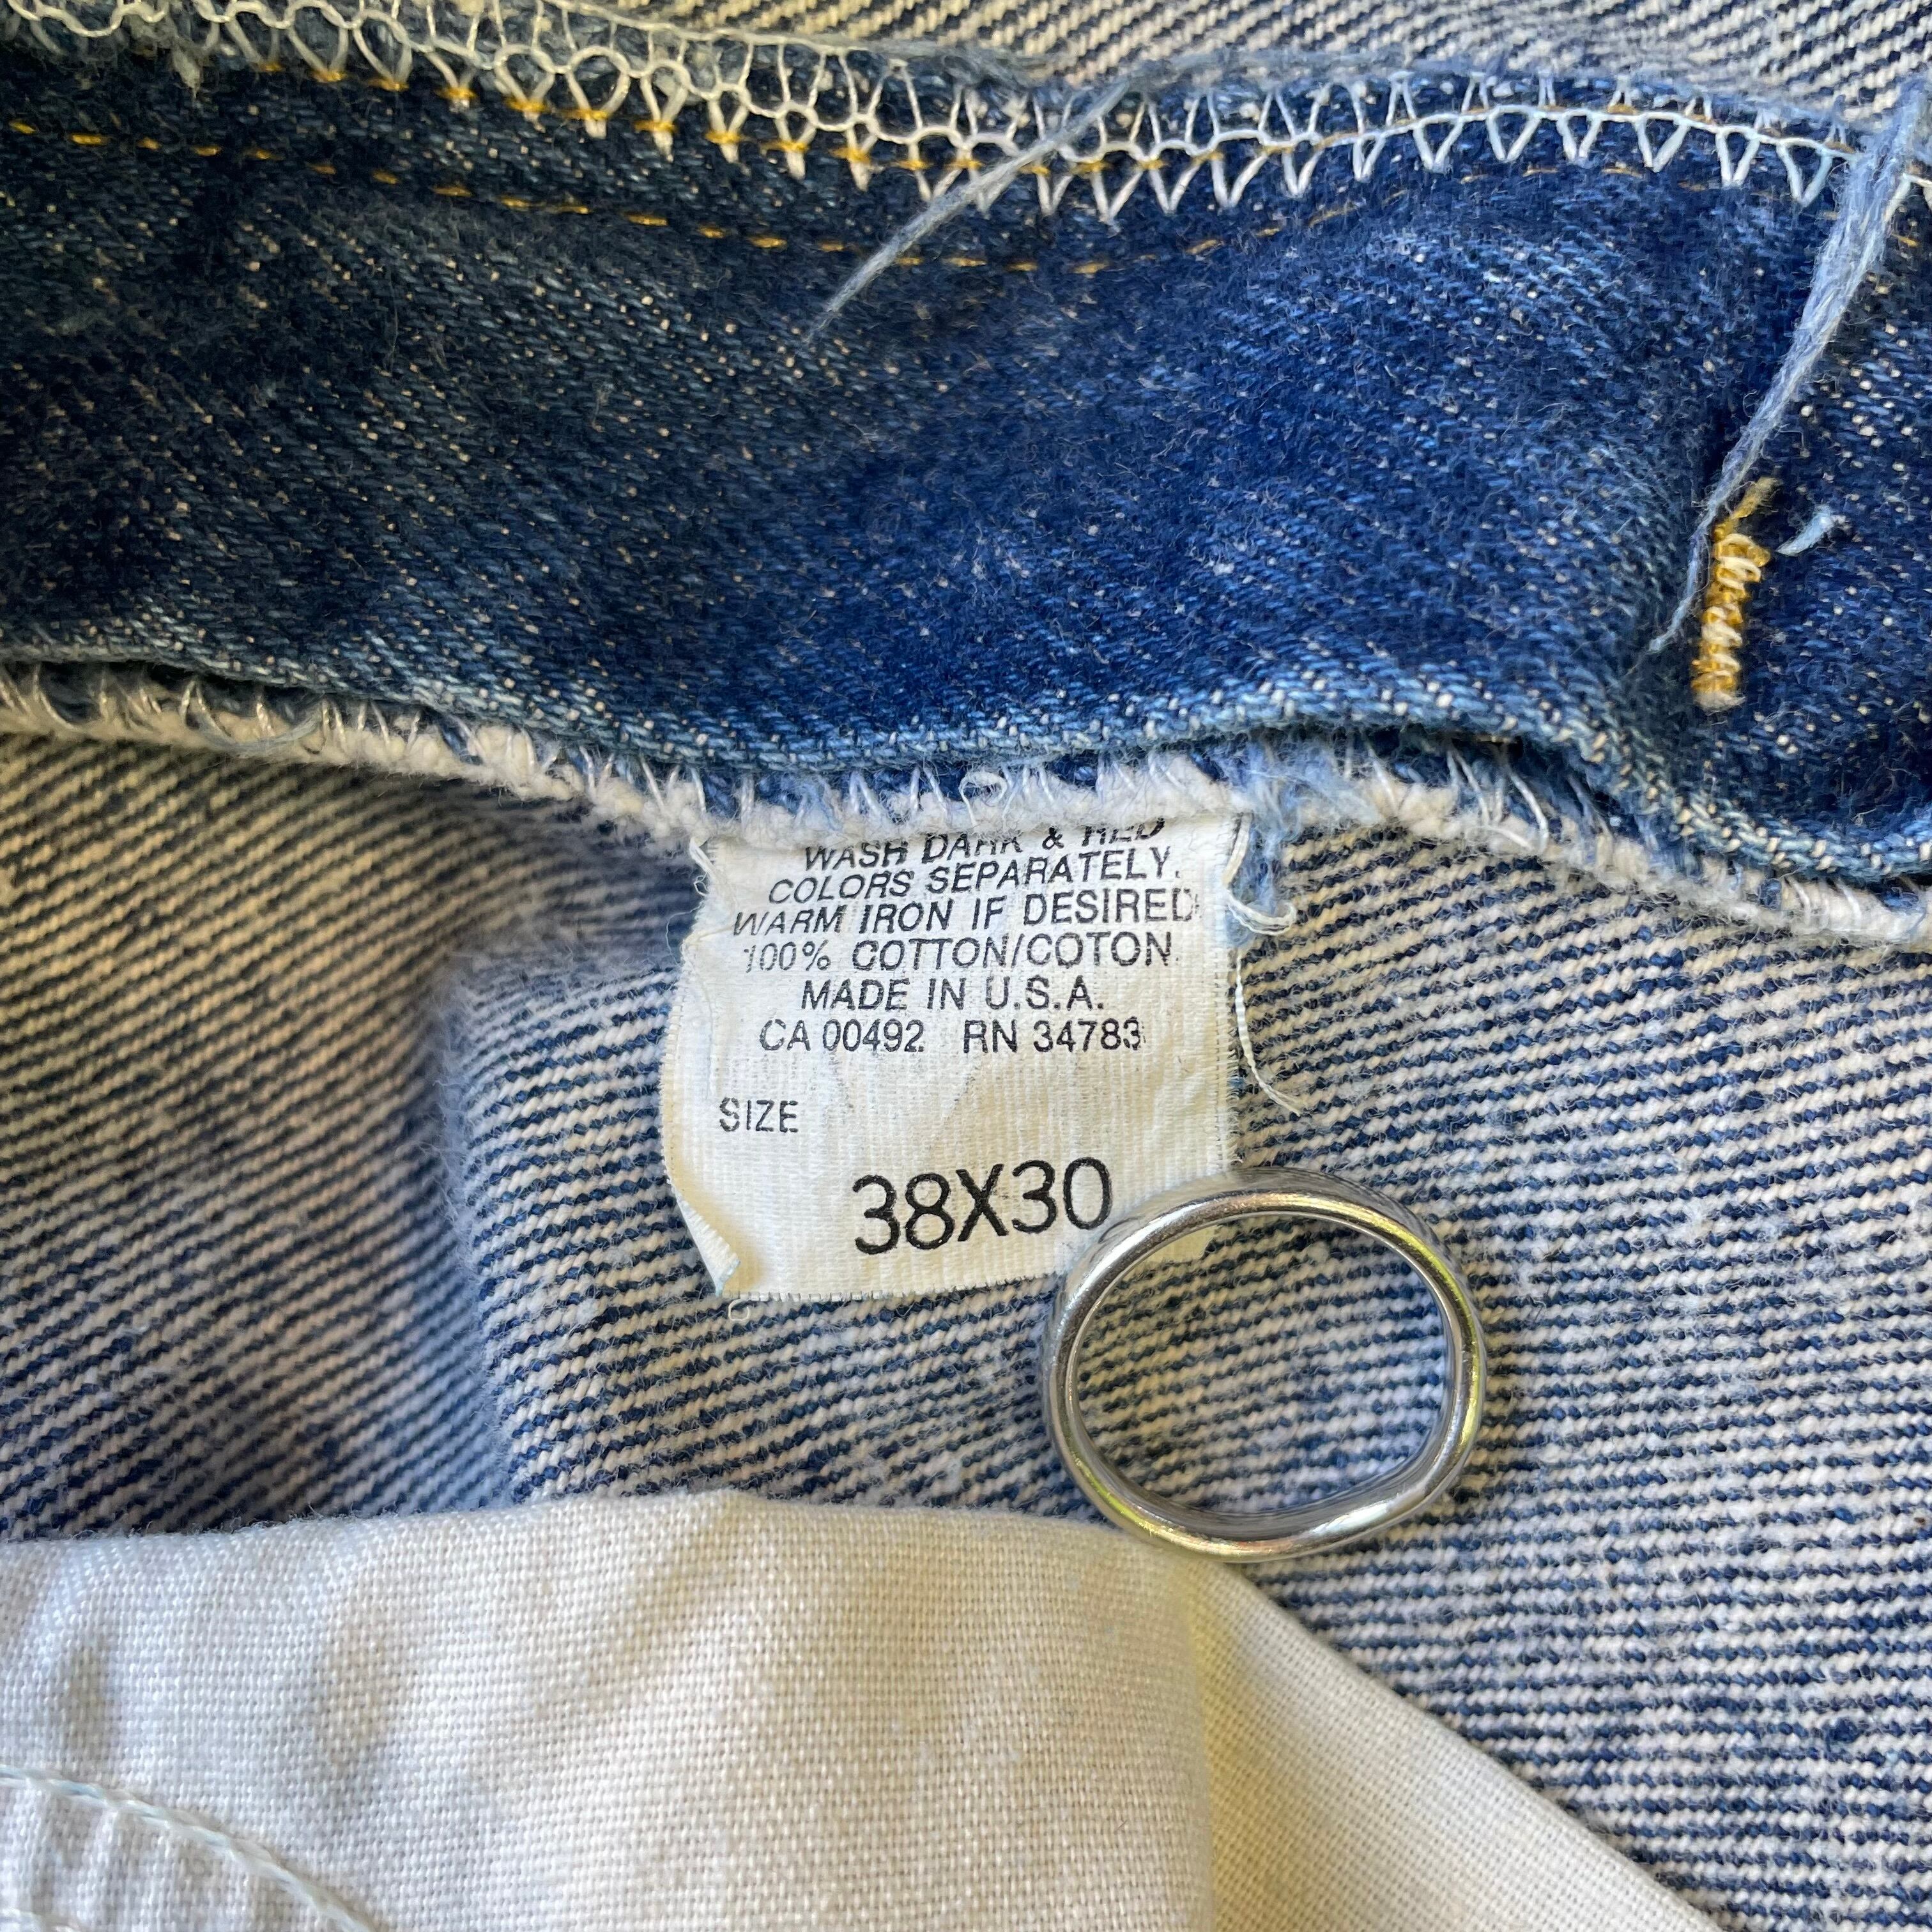 WASH DARK & RED
COLORS SEPARATELY.
WARM IRON IF DESIRED
100% COTTON/COTON
MADE IN U.S.A.
CA 00492 RN 34783
SIZE
38X30